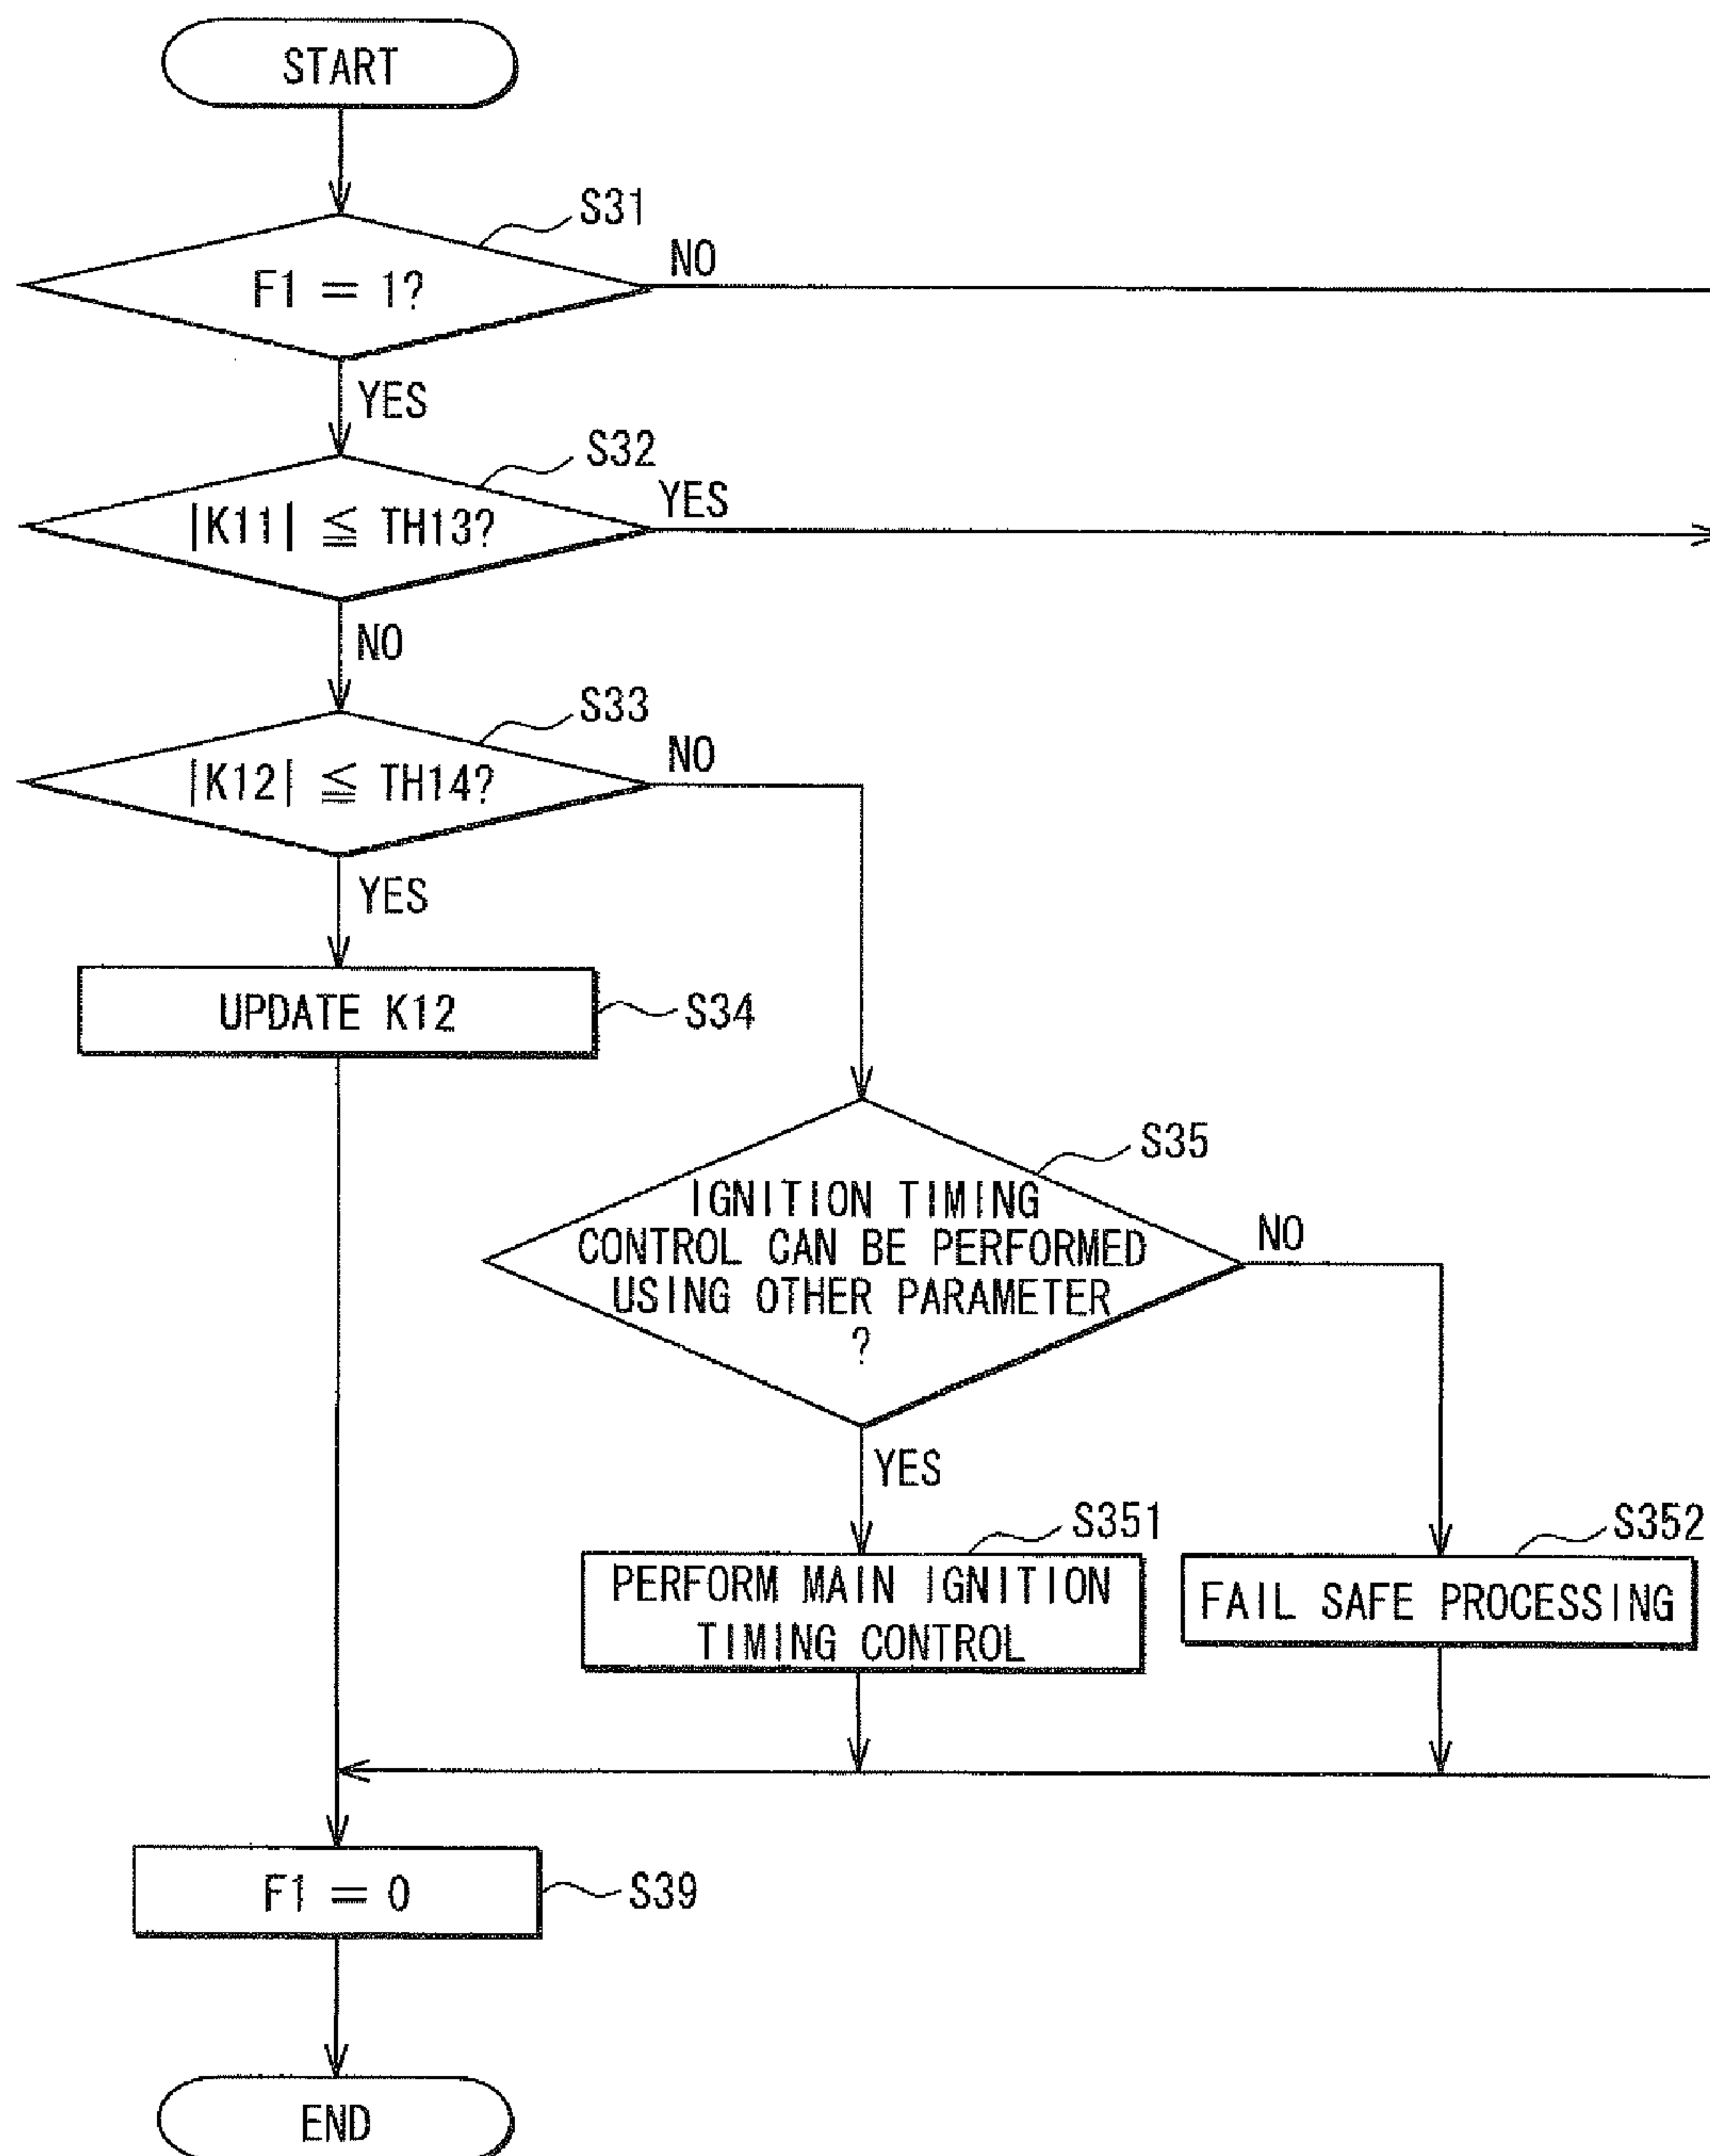 START
S31
F1 = 1?
NO
YES
S32
|K11| ≦ TH13?
YES
NO
S33
|K12| ≦ TH14?
NO
YES
UPDATE K12
S34
S35
IGNITION TIMING
CONTROL CAN BE PERFORMED
USING OTHER PARAMETER
?
NO
YES
S351
PERFORM MAIN IGNITION
TIMING CONTROL
S352
FAIL SAFE PROCESSING
F1 = 0
S39
END